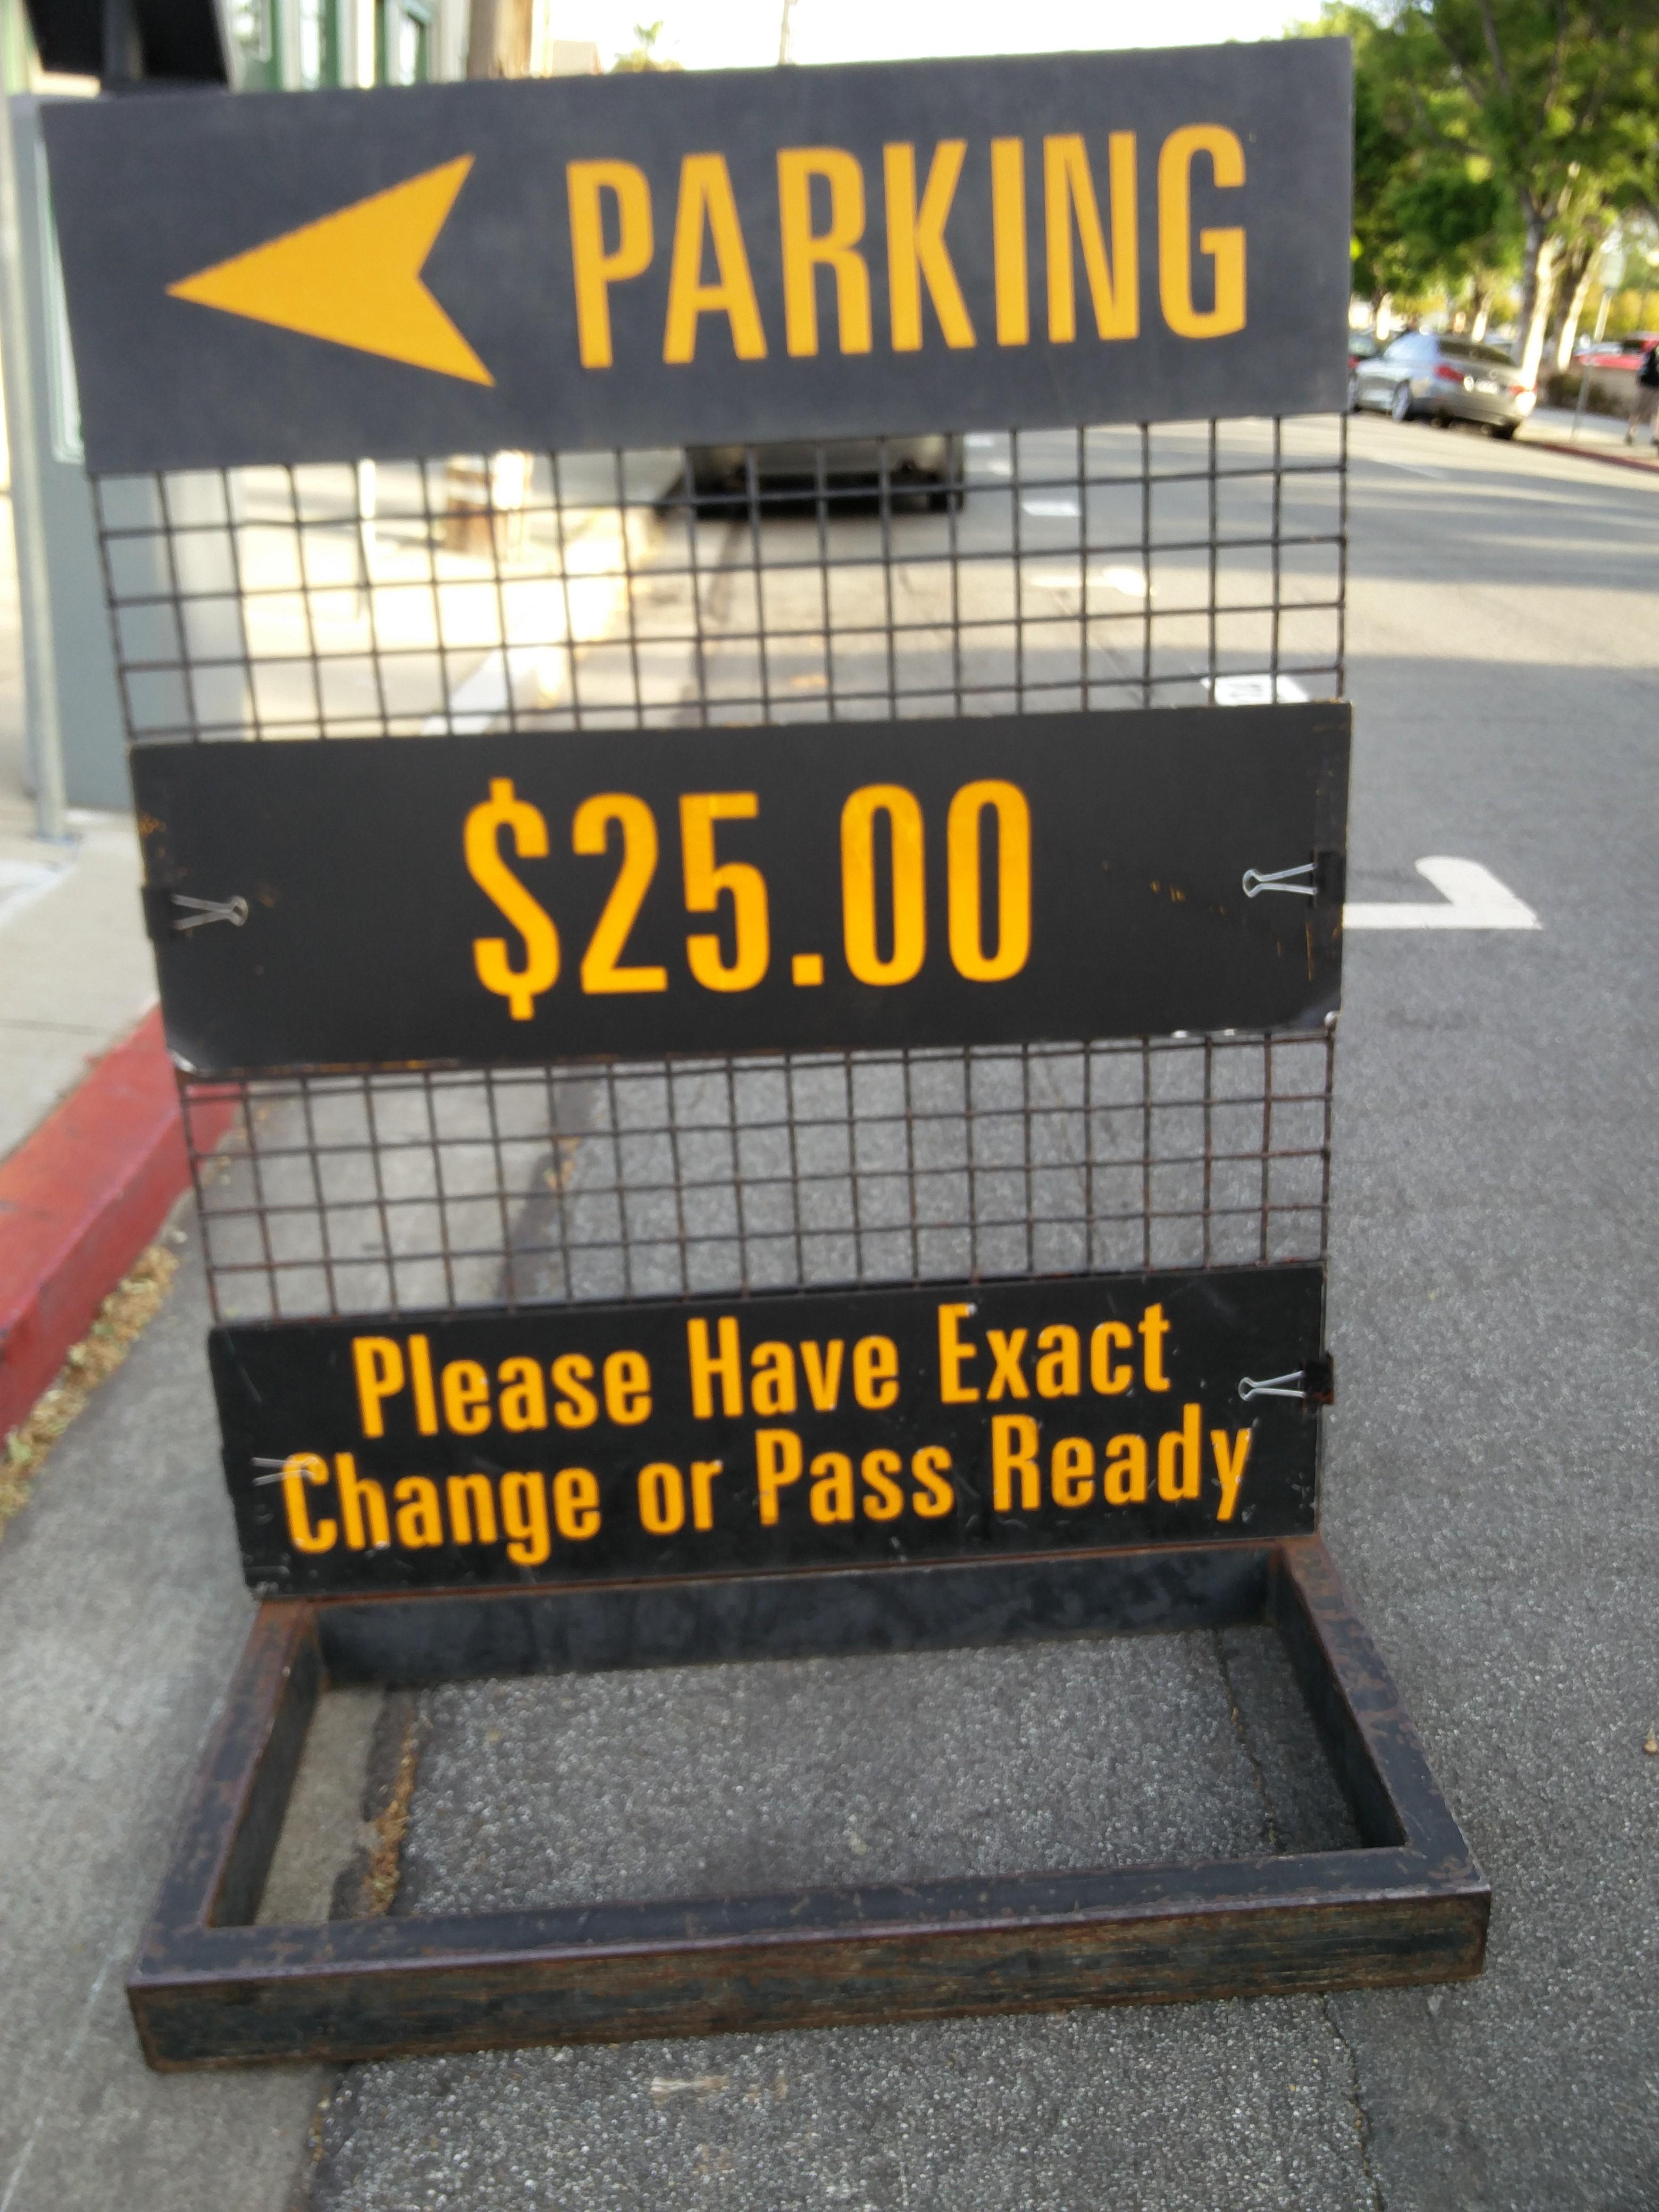 PARKING
$25.00
Please Have Exact
Change or Pass Ready